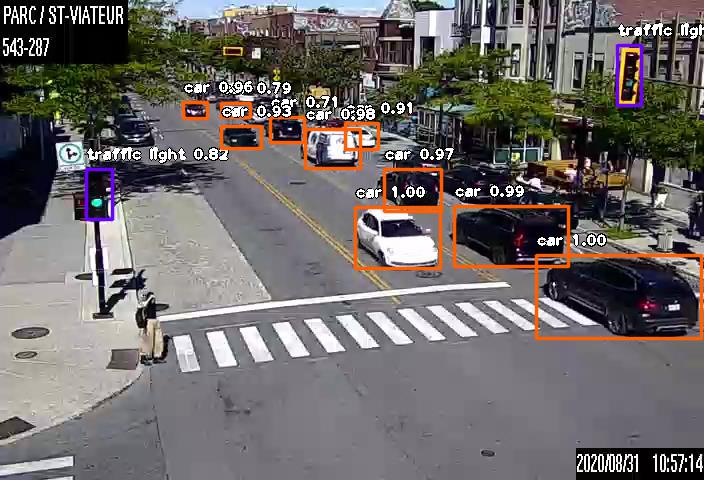 PARC / ST-VIATEUR
543-287
traffic ligh
car 0.96
0.79
car 0.93
0.71
car 0.98
0.91
traffic light 0.82
car 0.97
car 1.00
car 0.99
car 1.00
2020/08/31 10:57:14